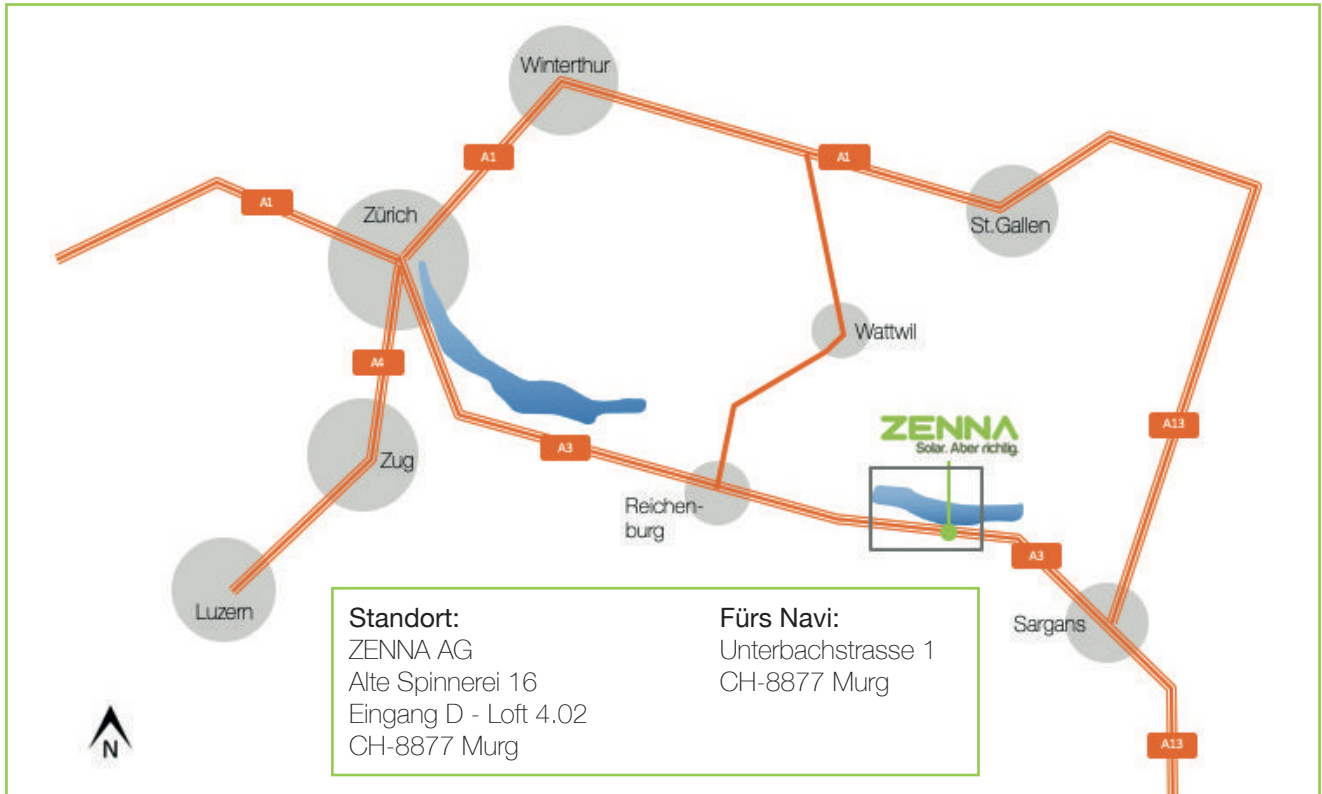 Winterthur
A1
A1
A1
Zürich
St.Gallen
Wattwil
A4
A13
ZENNA
Solar. Aber richtig.
A3
Zug
Reichen-
burg
A3
Luzern
Sargans
Standort:
ZENNA AG
Alte Spinnerei 16
Eingang D - Loft 4.02
CH-8877 Murg
Fürs Navi:
Unterbachstrasse 1
CH-8877 Murg
N
A13